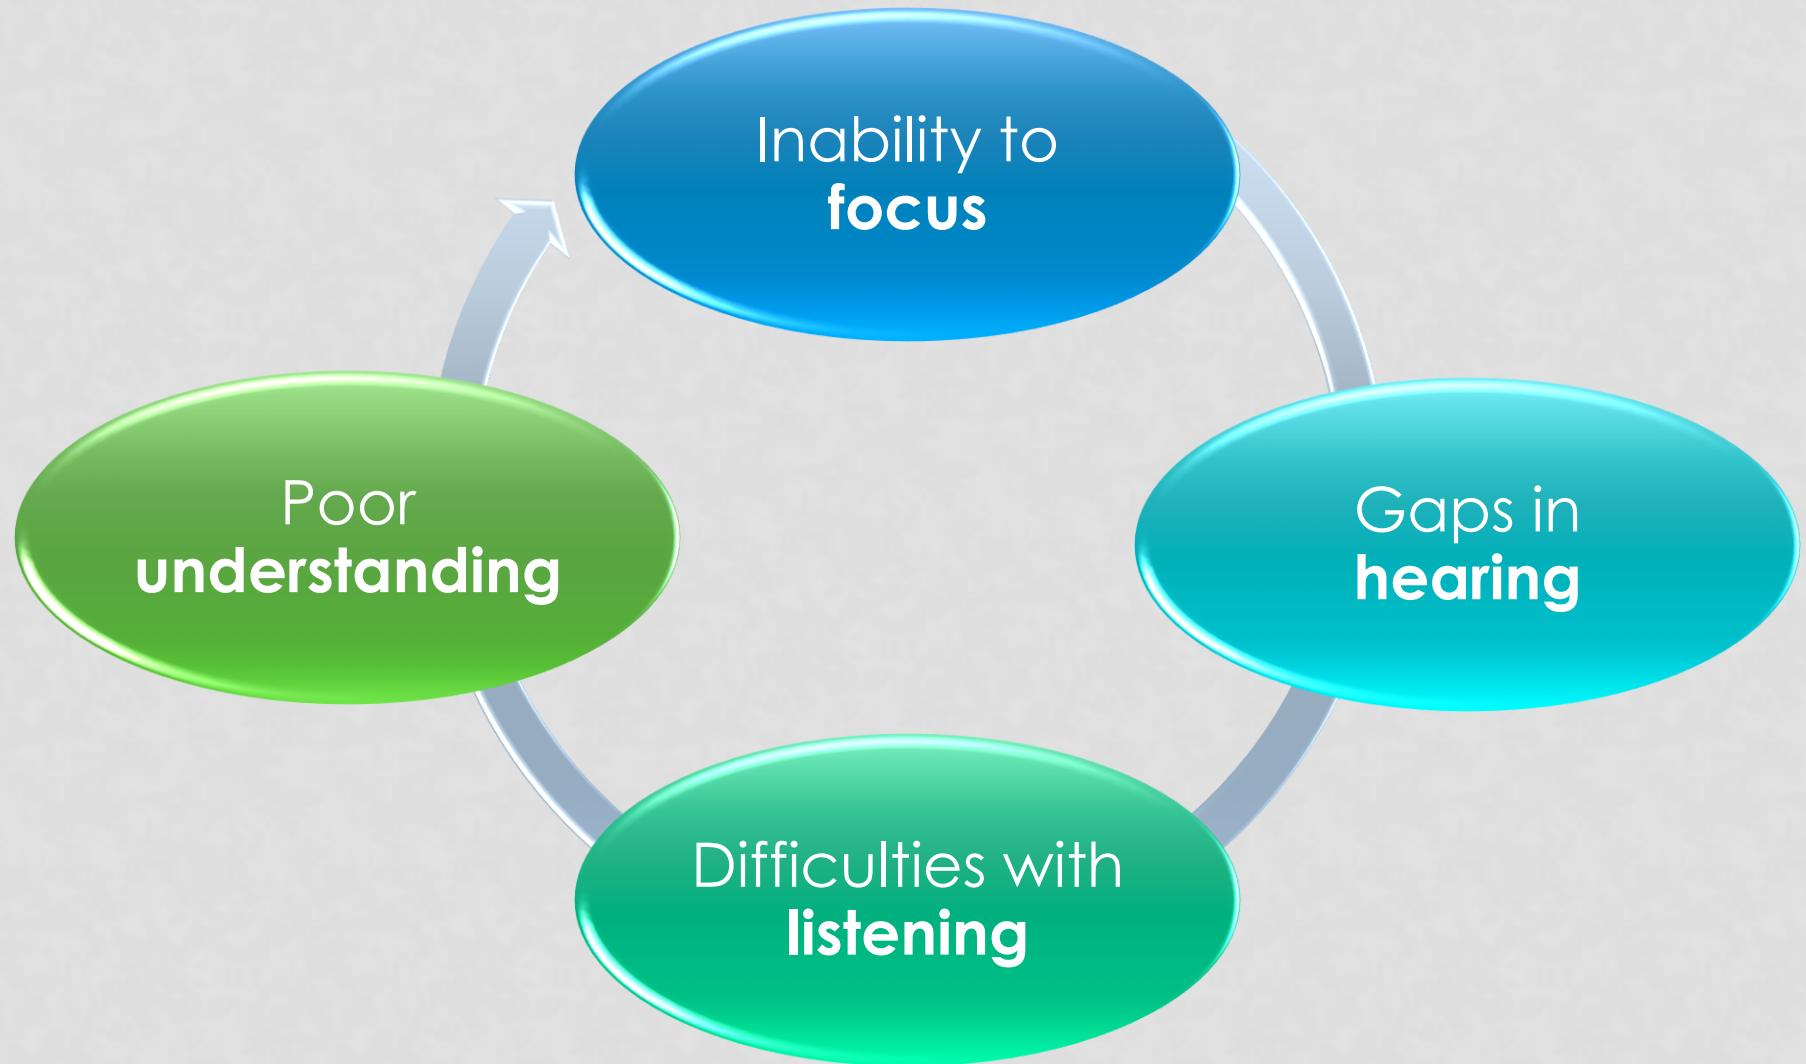 Inability to
focus
Gaps in
hearing
Difficulties with
listening
Poor
understanding